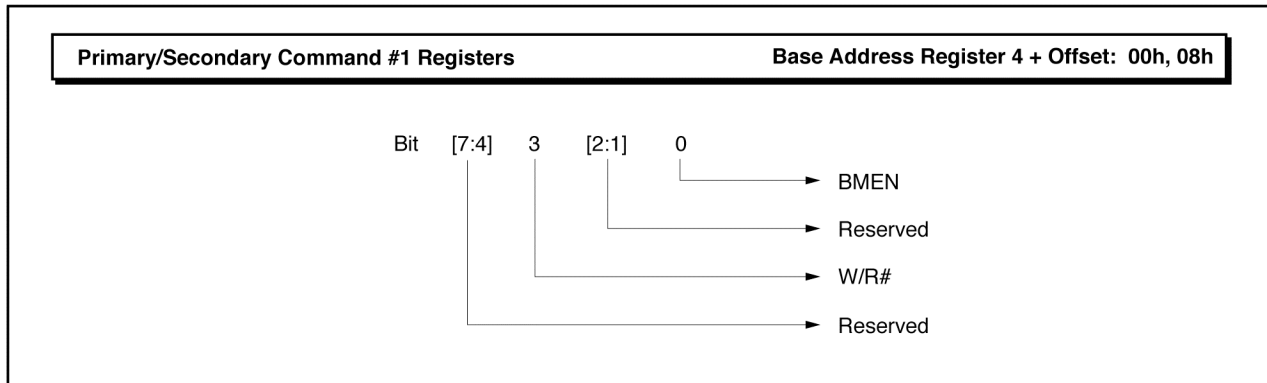 Primary/Secondary Command #1 Registers Base Address Register 4 + Offset: 00h, 08h
Bit [7:4] 3 [2:1] 0
BMEN
Reserved
W/R#
Reserved